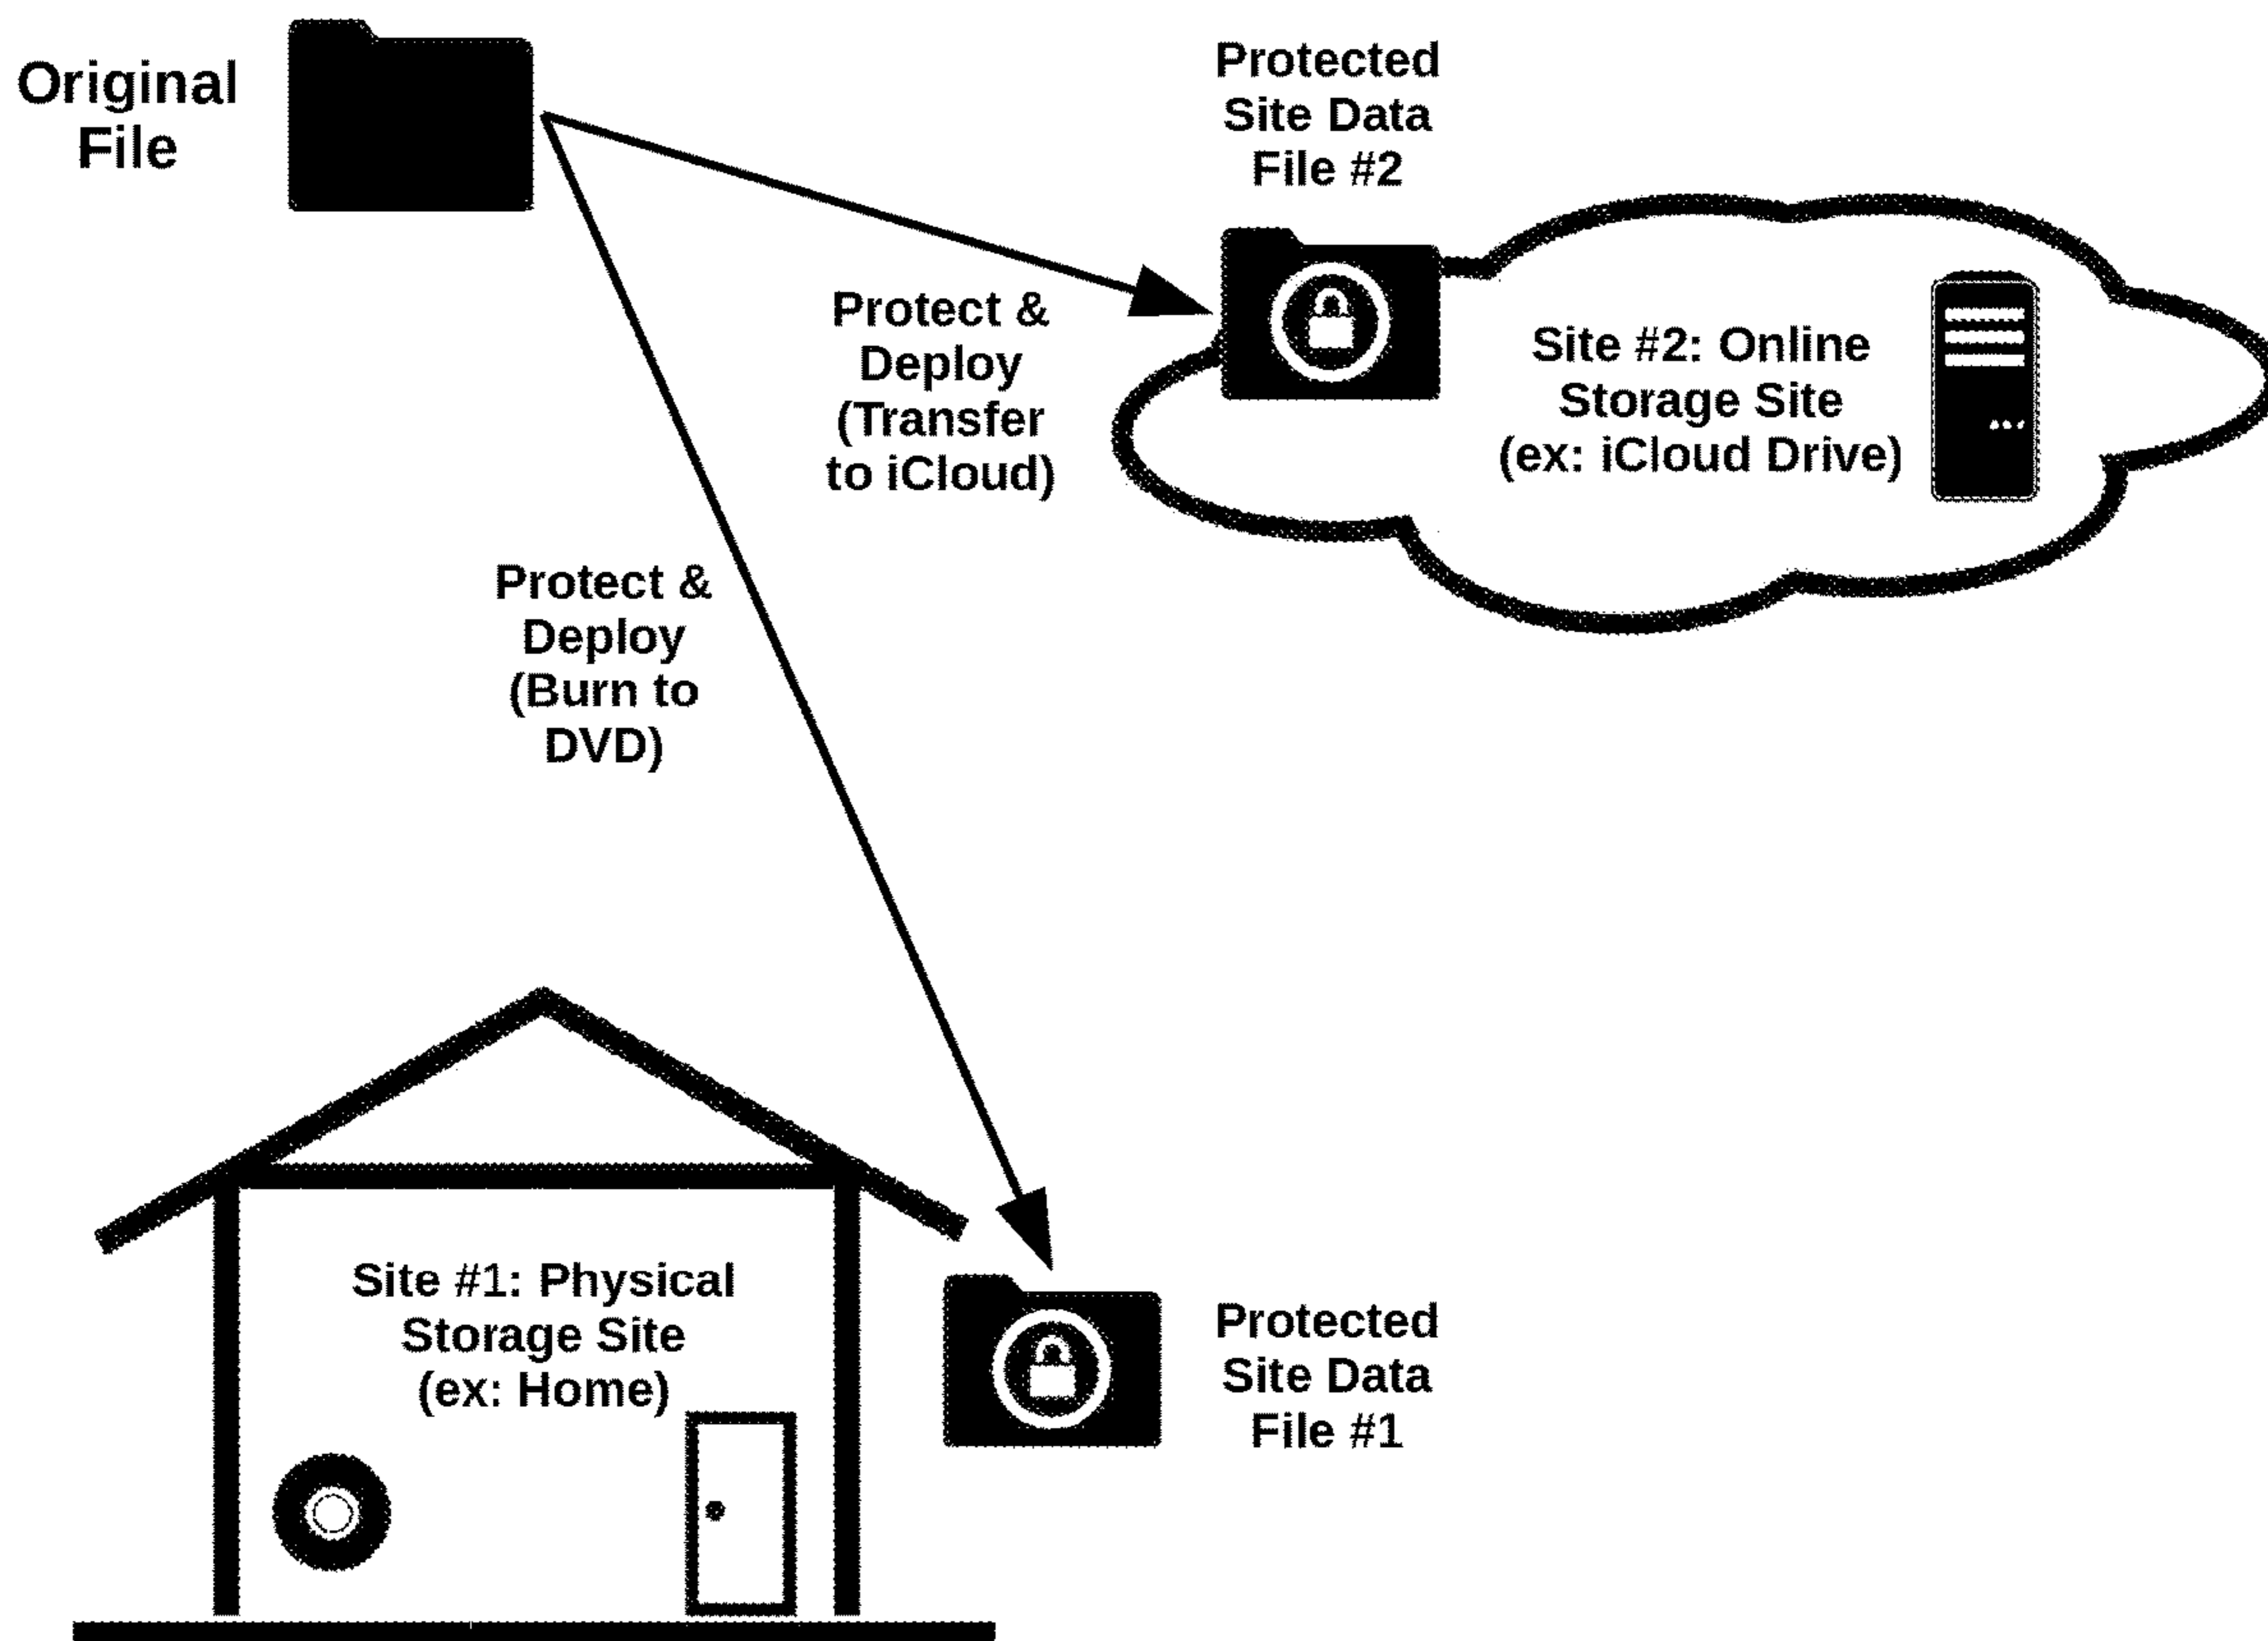 Original
File
Protected
Site Data
File #2
Protect &
Deploy
(Transfer
to iCloud)
Site #2: Online
Storage Site
(ex: iCloud Drive)
Protect &
Deploy
(Burn to
DVD)
Site #1: Physical
Storage Site
(ex: Home)
Protected
Site Data
File #1